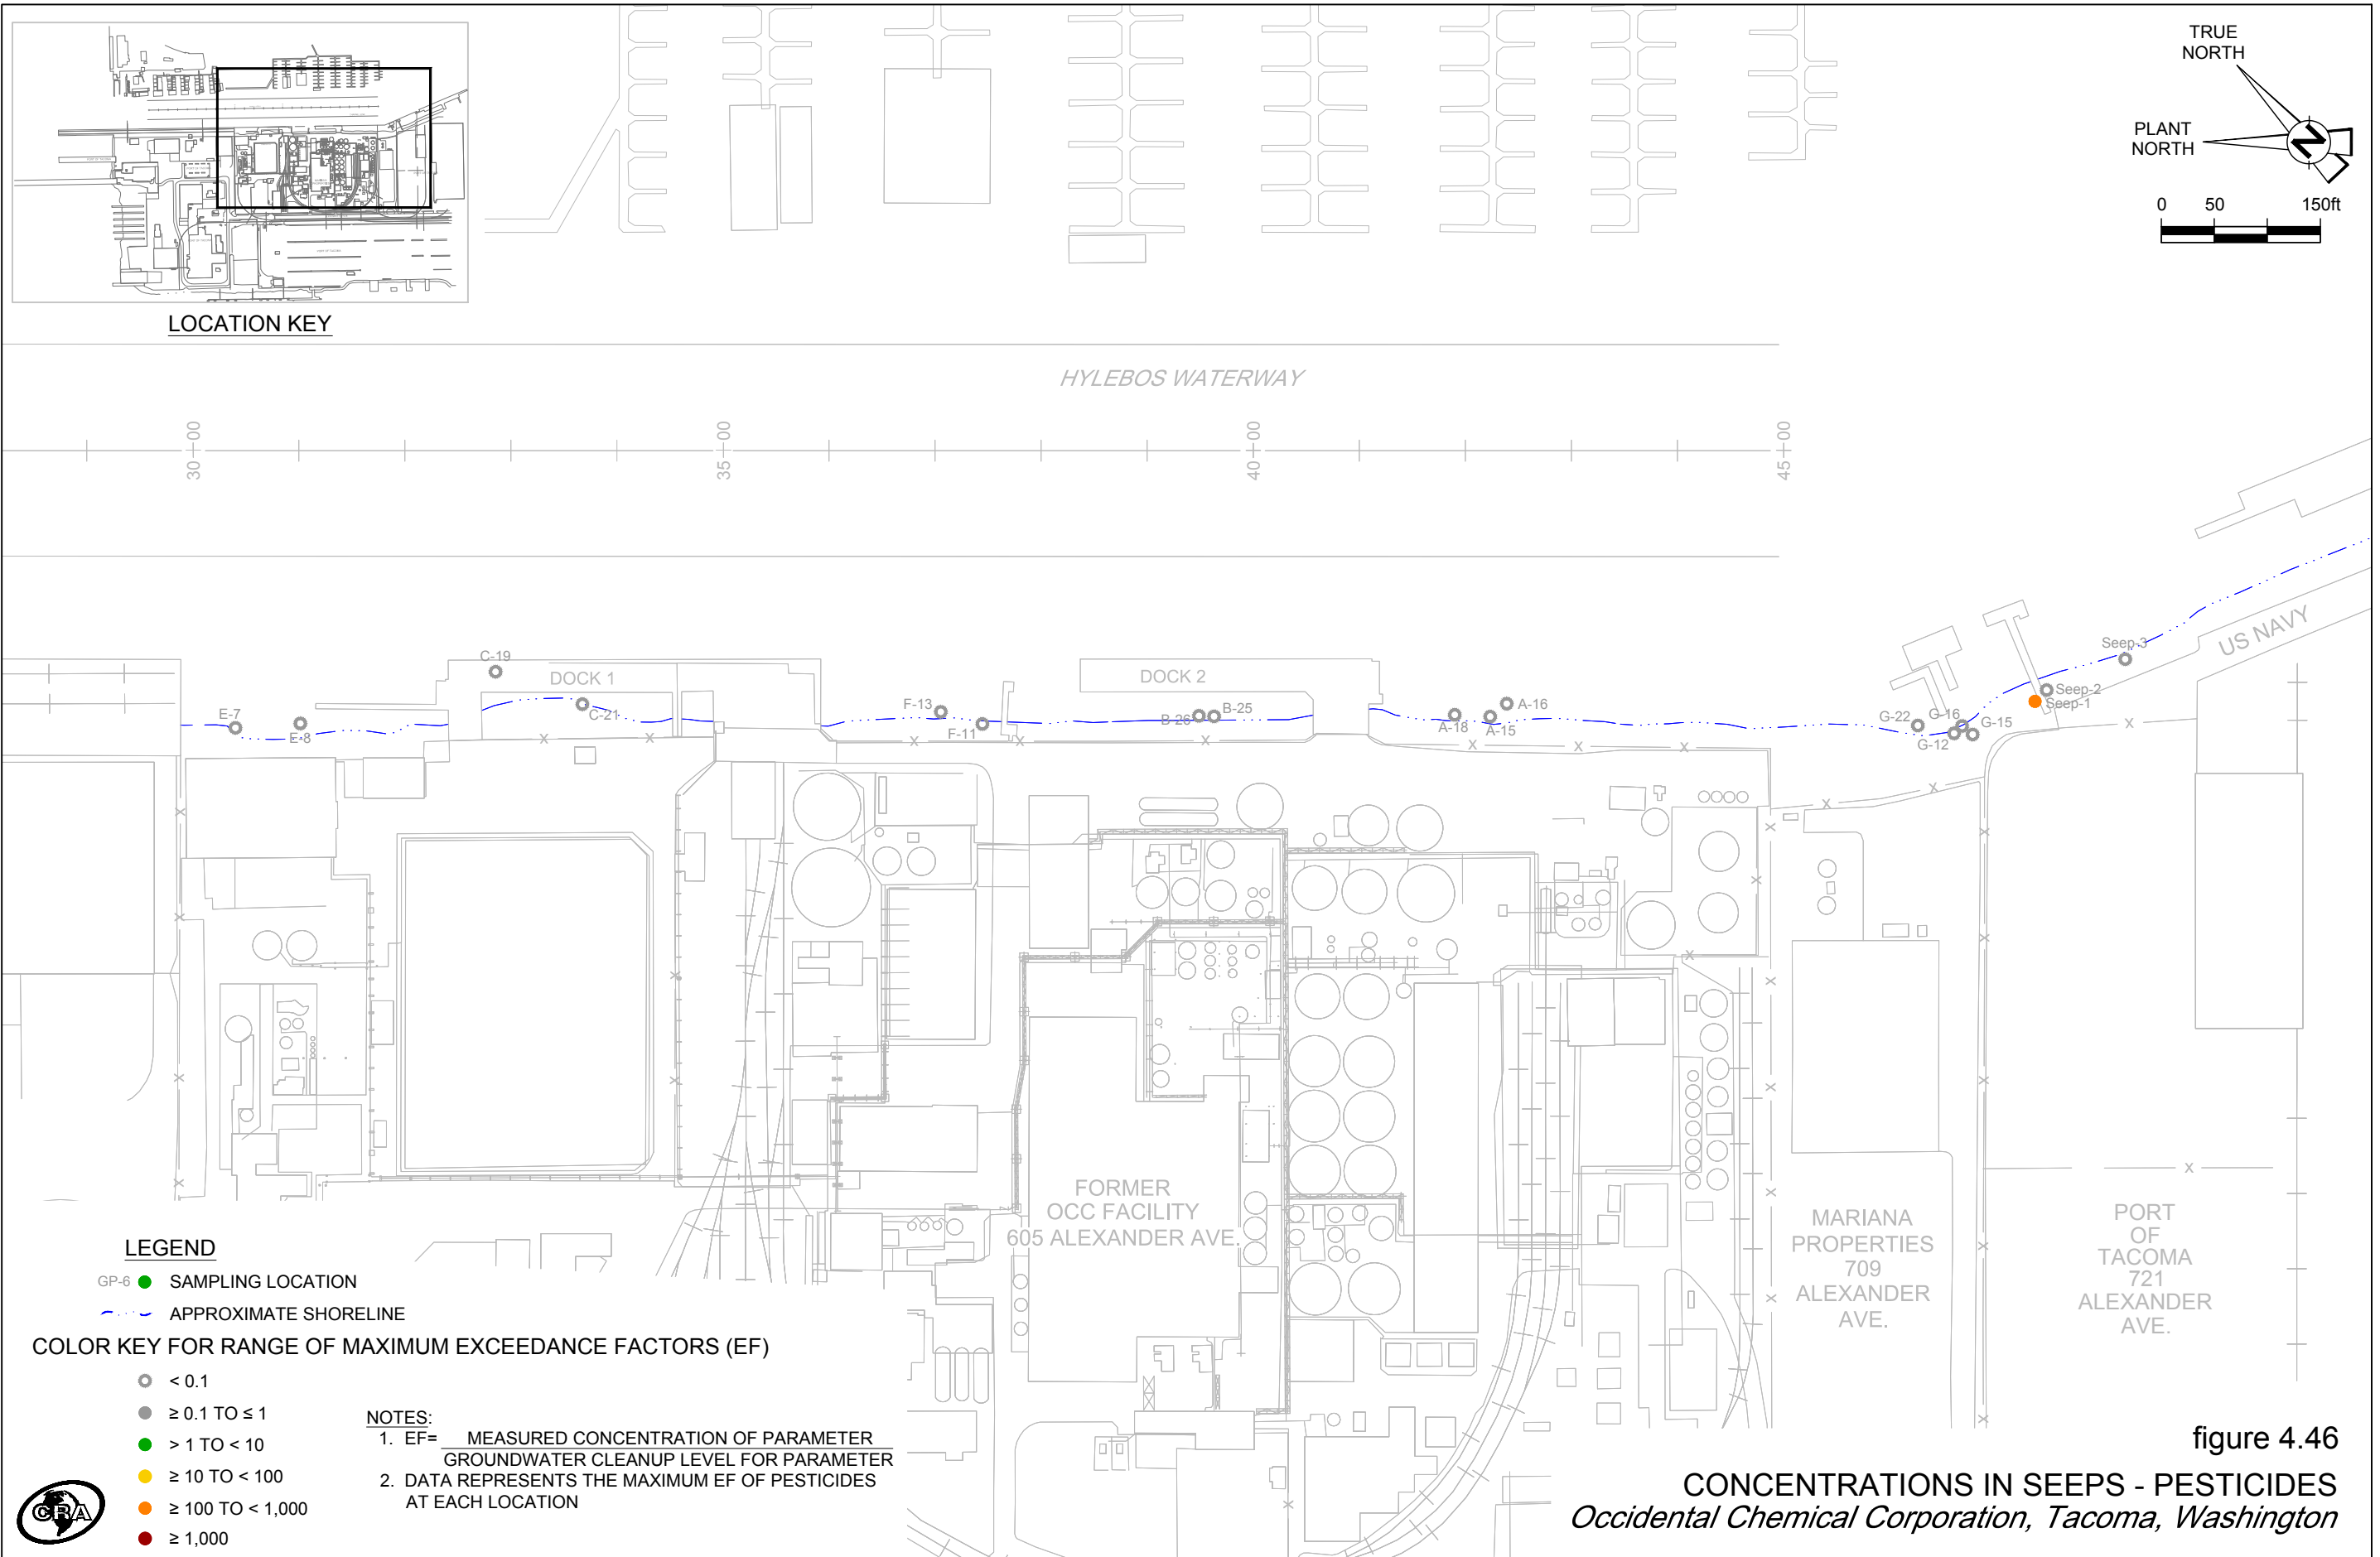 TRUE
NORTH
PLANT
NORTH
0 50 150ft
LOCATION KEY
HYLEBOS WATERWAY
30+00
35+00
40+00
45+00
C-19
DOCK 1
C-21
E-7
E-8
F-13
F-11
DOCK 2
B-26
B-25
A-18
A-15
A-16
G-22
G-16
G-15
G-12
Seep-3
Seep-2
Seep-1
US NAVY
FORMER
OCC FACILITY
605 ALEXANDER AVE.
MARIANA
PROPERTIES
709
ALEXANDER
AVE.
PORT
OF
TACOMA
721
ALEXANDER
AVE.
LEGEND
GP-6 SAMPLING LOCATION
APPROXIMATE SHORELINE
COLOR KEY FOR RANGE OF MAXIMUM EXCEEDANCE FACTORS (EF)
< 0.1
≥ 0.1 TO ≤ 1
> 1 TO < 10
≥ 10 TO < 100
≥ 100 TO < 1,000
≥ 1,000
NOTES:
1. EF= MEASURED CONCENTRATION OF PARAMETER
GROUNDWATER CLEANUP LEVEL FOR PARAMETER
2. DATA REPRESENTS THE MAXIMUM EF OF PESTICIDES
AT EACH LOCATION
CRA
figure 4.46
CONCENTRATIONS IN SEEPS - PESTICIDES
Occidental Chemical Corporation, Tacoma, Washington